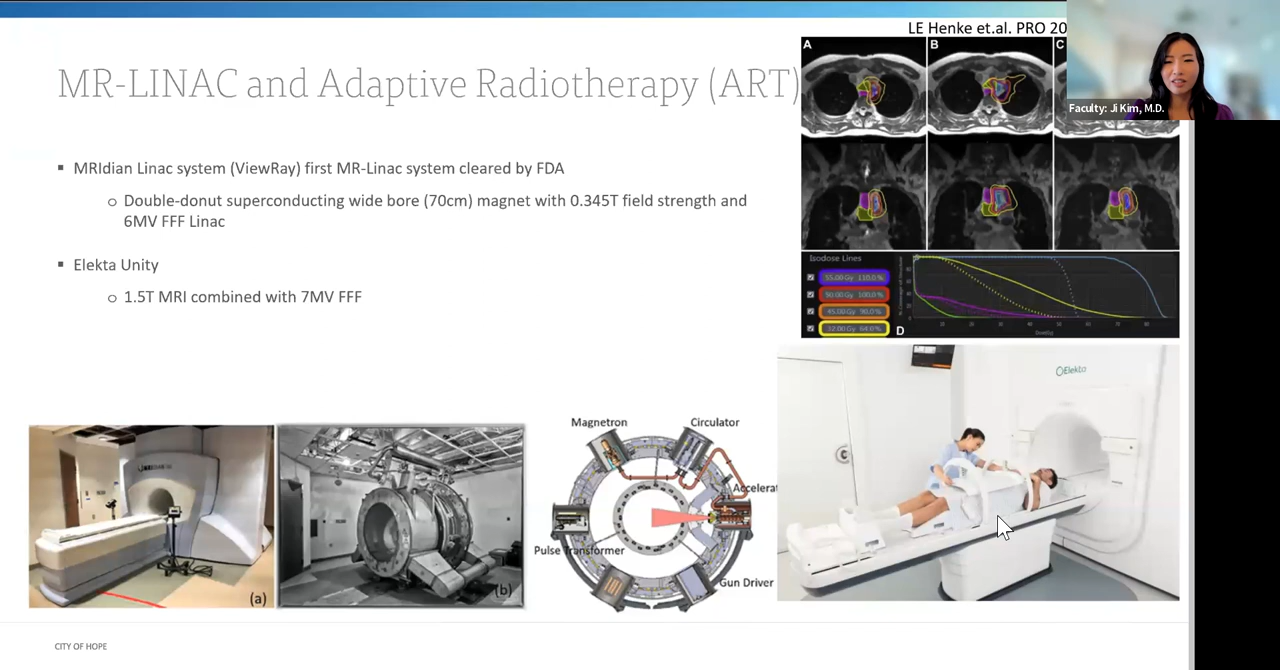 LE Henke et.al. PRO 20
MR-LINAC and Adaptive Radiotherapy (ART)
A
B
C
Faculty: Ji Kim, M.D.
▪ MRIdian Linac system (ViewRay) first MR-Linac system cleared by FDA
o Double-donut superconducting wide bore (70cm) magnet with 0.345T field strength and
6MV FFF Linac
▪ Elekta Unity
o 1.5T MRI combined with 7MV FFF
Isodose Lines
55.00 Gy 110.0 %
50.00 Gy 100.0 %
45.00 Gy 90.0 %
32.00 Gy 64.0 %
D
Elekta
Magnetron
Circulator
Accelerat
Pulse Transformer
Gun Driver
(a)
(b)
CITY OF HOPE